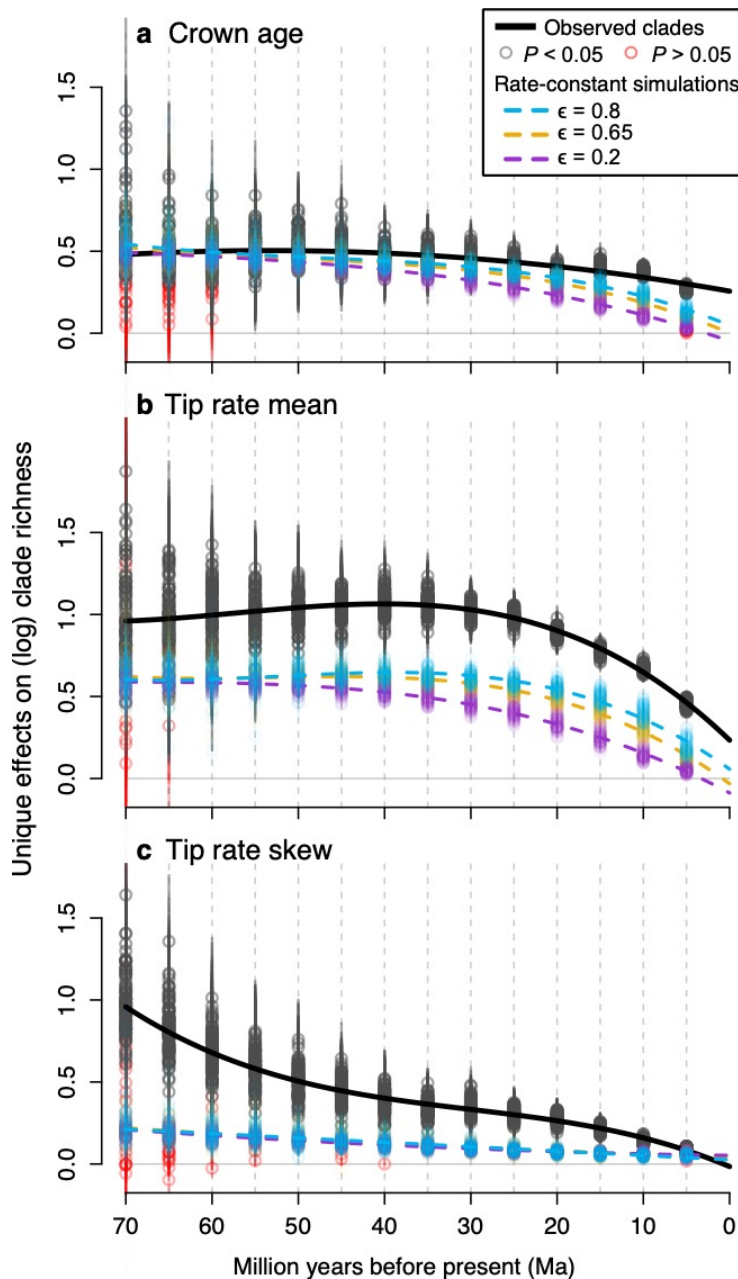 a Crown age
Observed clades
P < 0.05 P > 0.05
Rate-constant simulations
ϵ = 0.8
ϵ = 0.65
ϵ = 0.2
1.5
1.0
0.5
0.0
b Tip rate mean
1.5
1.0
0.5
0.0
Unique effects on (log) clade richness
c Tip rate skew
1.5
1.0
0.5
0.0
70 60 50 40 30 20 10 0
Million years before present (Ma)